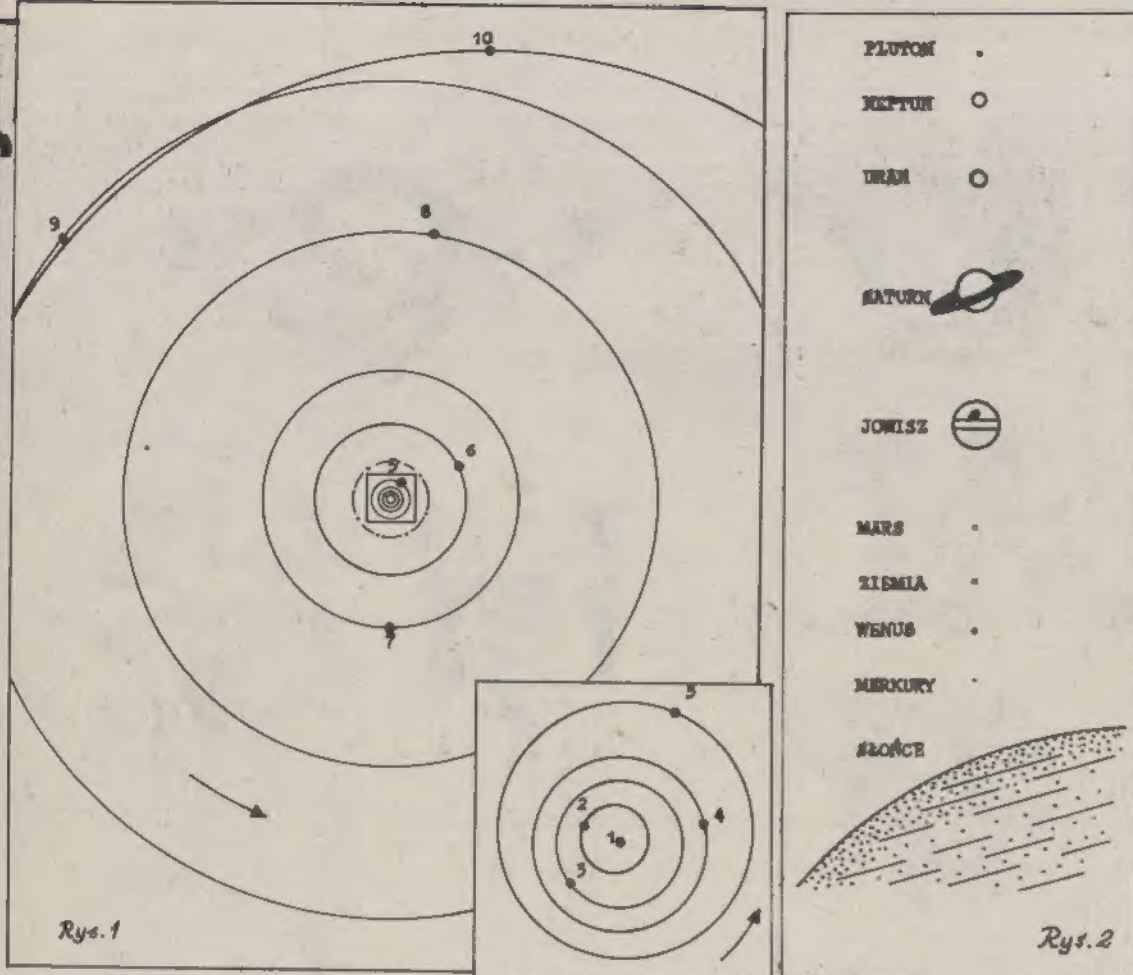 10
9
8
6
5
7
5
2
4
1
3
Rys.1
PLUTON
NEPTUN
URAN
SATURN
JOWISZ
MARS
ZIEMIA
WENUS
MERKURY
SŁOŃCE
Rys.2